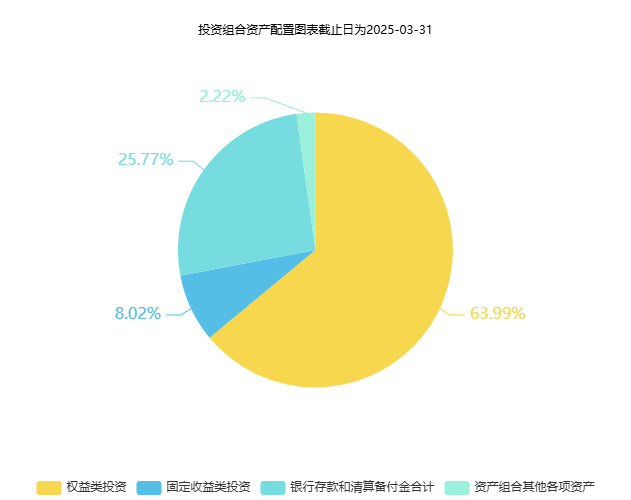 投资组合资产配置图表截止日为2025-03-31
2.22%
25.77%
8.02%
63.99%
权益类投资 固定收益类投资 银行存款和清算备付金合计 资产组合其他各项资产